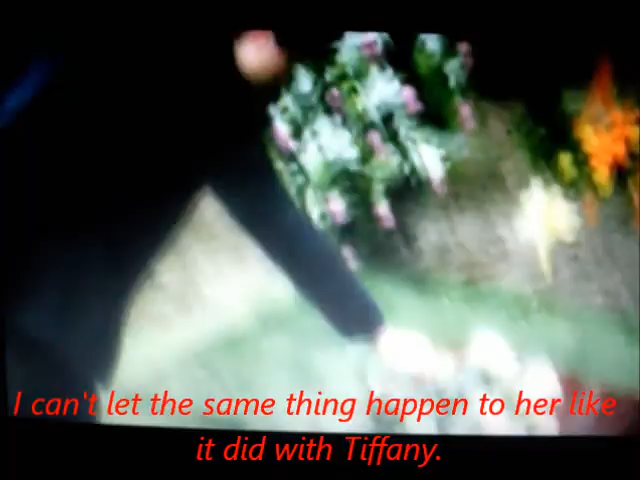 I can't let the same thing happen to her like
it did with Tiffany.